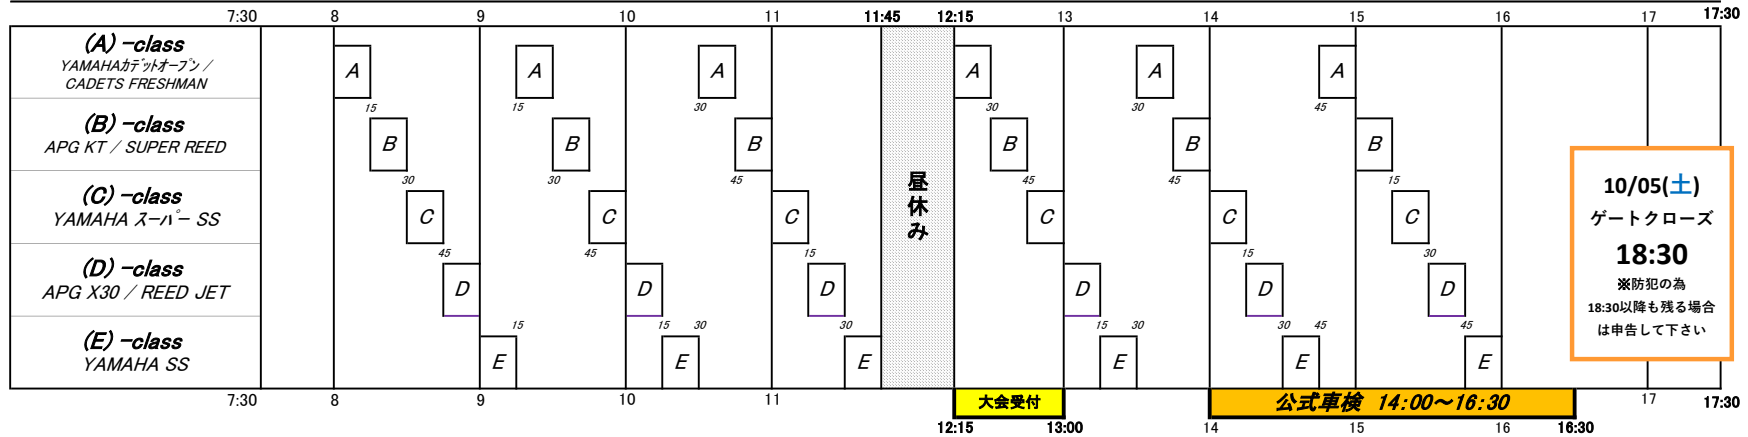 7:30 8 9 10 11 11:45 12:15 13 14 15 16 17 17:30
(A) -class
YAMAHAカデットオープン /
CADETS FRESHMAN
A A A A A A
15 15 30 30 30 45
(B) -class
APG KT / SUPER REED
B B B B B B
30 30 45 45 45 15
(C) -class
YAMAHA スーパー SS
C C C C C C
45 45 15 15 30
(D) -class
APG X30 / REED JET
D D D D D D
15 15 30 30 15 30 30 45 45
(E) -class
YAMAHA SS
E E E E E E
昼休み
10/05(土)
ゲートクローズ
18:30
※防犯の為
18:30以降も残る場合
は申告して下さい
7:30 8 9 10 11 大会受付 公式車検 14:00～16:30 17 17:30
12:15 13:00 14 15 16 16:30